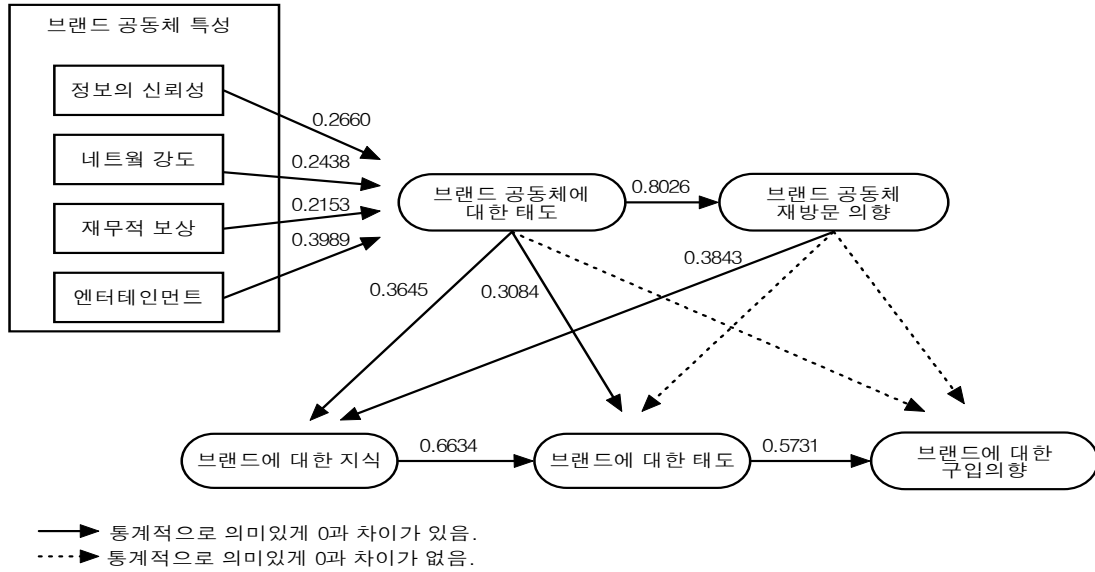 브랜드 공동체 특성
정보의 신뢰성
0.2660
네트웍 강도
0.2438
재무적 보상
0.2153
0.3989
엔터테인먼트
브랜드 공동체에
대한 태도
0.8026
브랜드 공동체
재방문 의향
0.3645
0.3084
0.3843
브랜드에 대한 지식
0.6634
브랜드에 대한 태도
0.5731
브랜드에 대한
구입의향
통계적으로 의미있게 0과 차이가 있음.
통계적으로 의미있게 0과 차이가 없음.